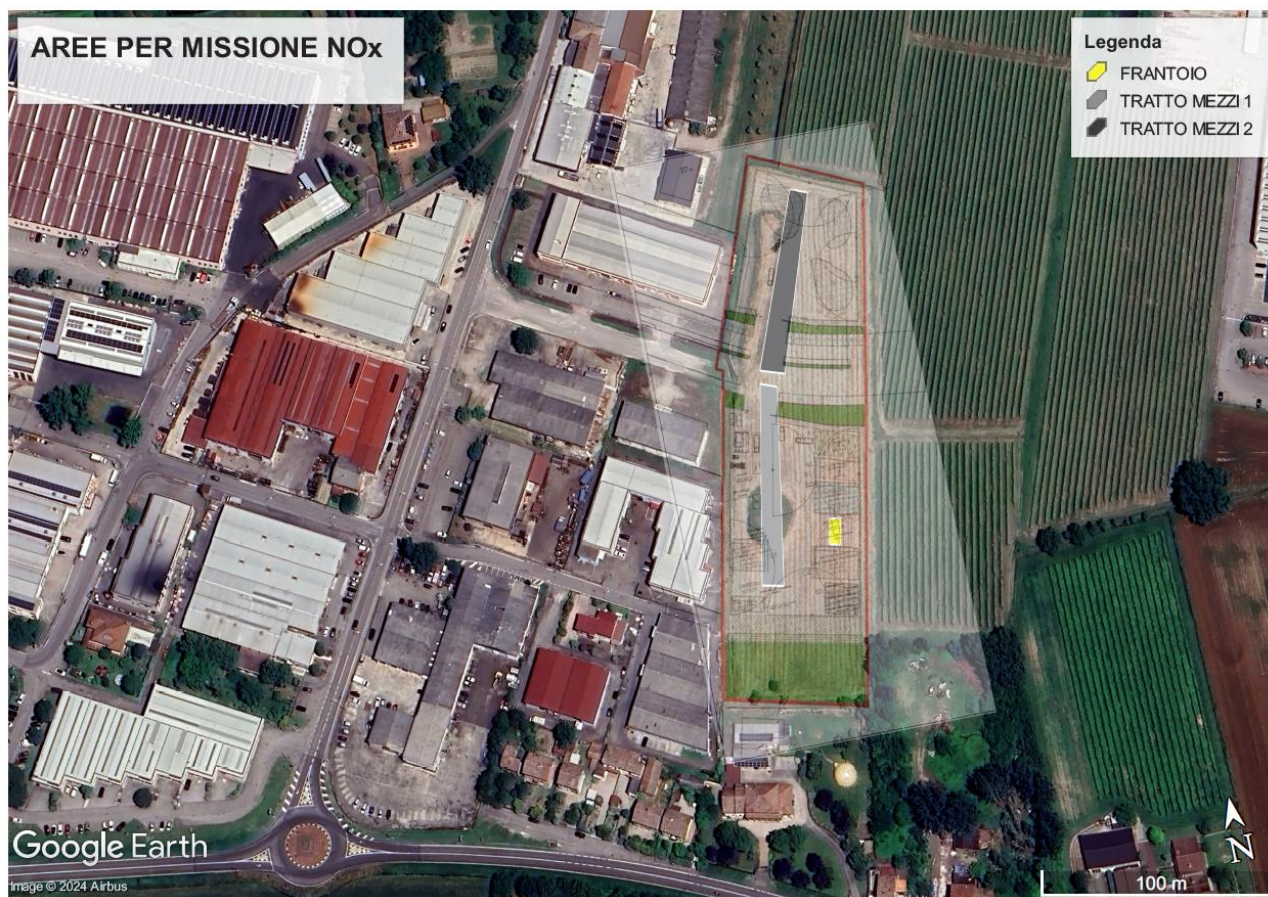 AREE PER MISSIONE NOx
Legenda
FRANTOIO
TRATTO MEZZI 1
TRATTO MEZZI 2
Google Earth
Image © 2024 Airbus
N
100 m